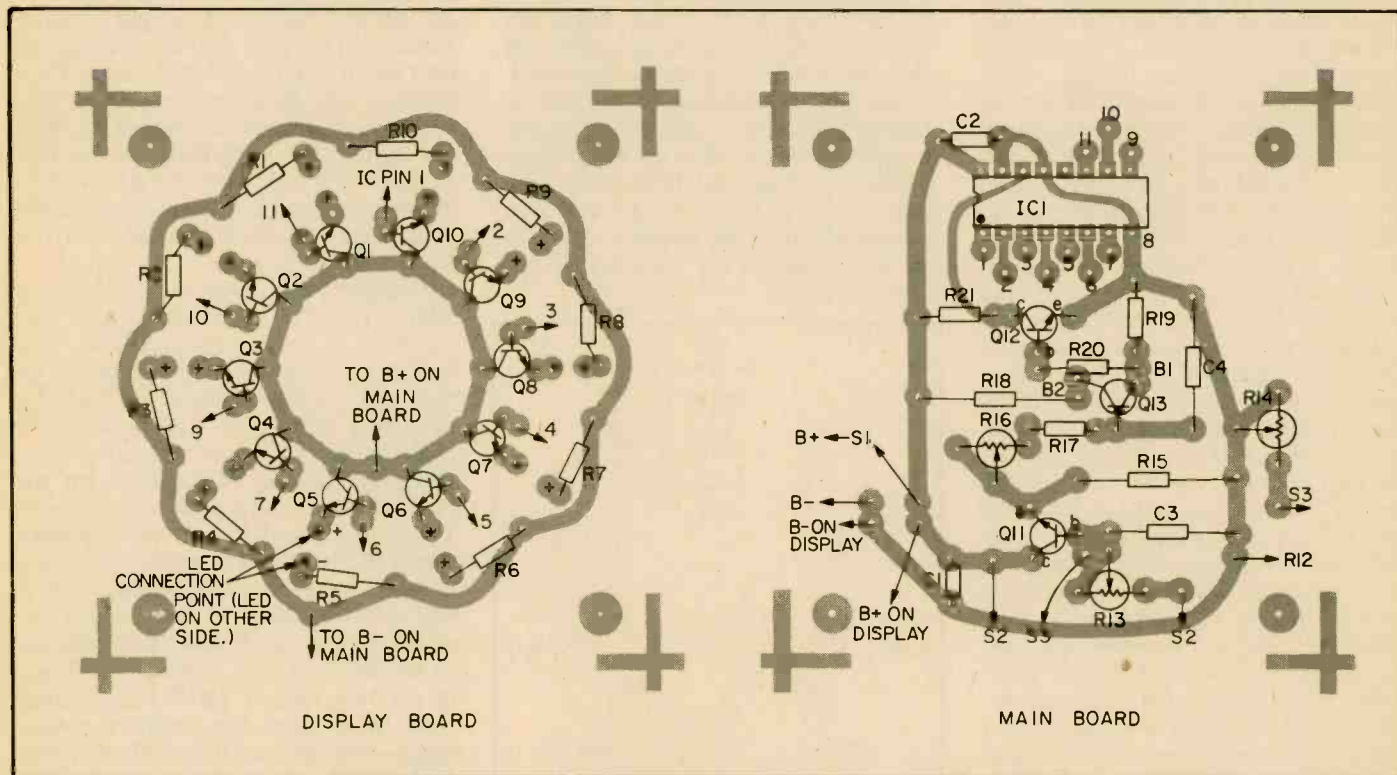 R10
R1
IC PIN 1
R9
11
2
Q1
Q10
Q2
Q9
10
3
R8
Q3
Q8
TO B+ ON
MAIN
BOARD
9
Q4
4
Q7
R7
7
Q5
Q6
5
6
R4
R6
R5
LED
CONNECTION
POINT (LED
ON OTHER
SIDE.)
TO B- ON
MAIN BOARD
DISPLAY BOARD
C2
10
11
9
IC1
8
1
3
5
7
2
4
6
R21
c
e
Q12
b
R19
R20
B1
C4
R18
B2
Q13
R14
R16
R17
B+
S1
R15
B-
B-ON
DISPLAY
S3
Q11
e
b
c
C3
R12
C1
B+ ON
DISPLAY
S2
S3
R13
S2
MAIN BOARD